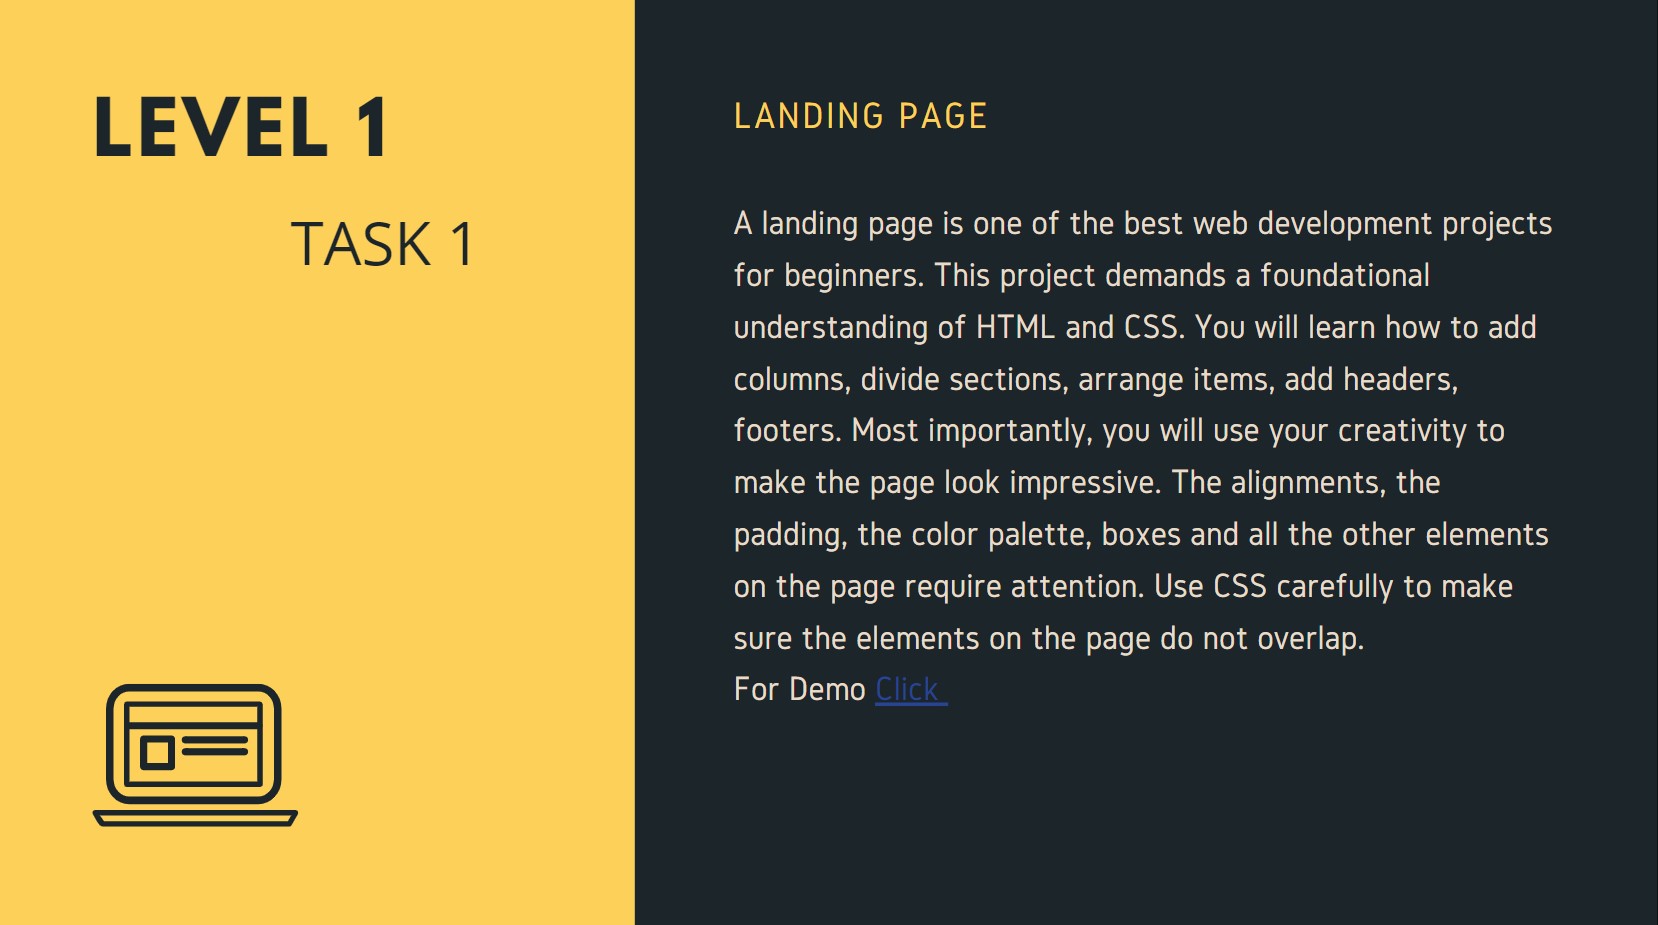 LEVEL 1
TASK 1
LANDING PAGE
A landing page is one of the best web development projects
for beginners. This project demands a foundational
understanding of HTML and CSS. You will learn how to add
columns, divide sections, arrange items, add headers,
footers. Most importantly, you will use your creativity to
make the page look impressive. The alignments, the
padding, the color palette, boxes and all the other elements
on the page require attention. Use CSS carefully to make
sure the elements on the page do not overlap.
For Demo Click